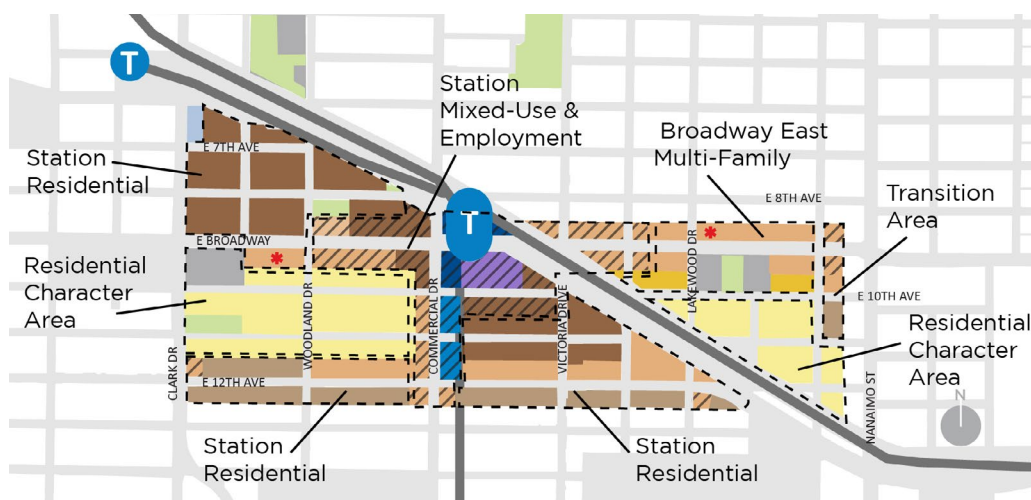 T
Station
Mixed-Use &
Employment
Broadway East
Multi-Family
E 7TH AVE
Station
Residential
Transition
Area
E 8TH AVE
T
LAKEWOOD DR
E BROADWAY
*
*
Residential
Character
Area
E 10TH AVE
WOODLAND DR
COMMERCIAL DR
VICTORIA DRIVE
CLARK DR
E 12TH AVE
Residential
Character
Area
NANAIMO ST
N
Station
Residential
Station
Residential